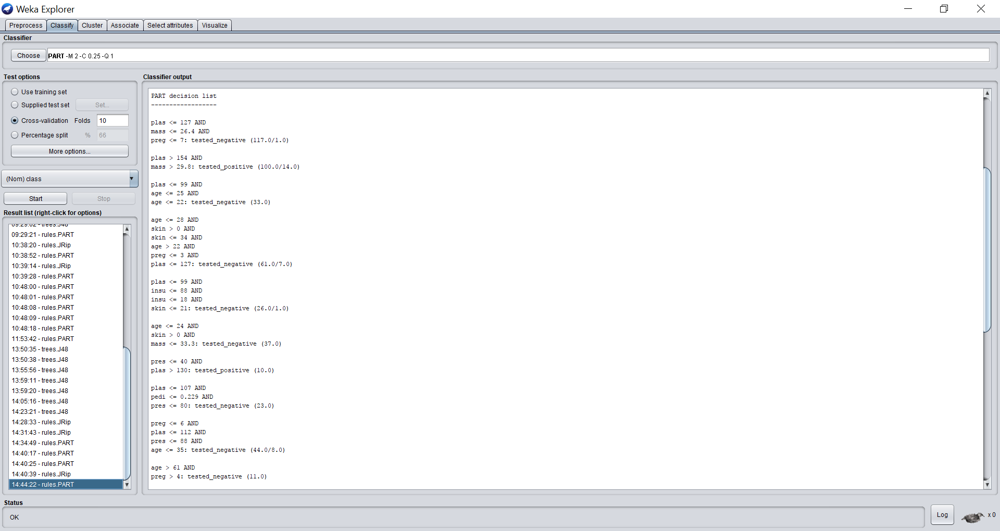 Weka Explorer
Preprocess Classify Cluster Associate Select attributes Visualize
Classifier
Choose PART -M 2 -C 0.25 -Q 1
Test options
Use training set
Supplied test set Set...
Cross-validation Folds 10
Percentage split % 66
More options...
(Nom) class
Start Stop
Result list (right-click for options)
09:29:02 - trees.J48
09:29:21 - rules.PART
10:38:20 - rules.JRip
10:38:52 - rules.PART
10:39:14 - rules.JRip
10:39:28 - rules.PART
10:48:00 - rules.PART
10:48:01 - rules.PART
10:48:08 - rules.PART
10:48:09 - rules.PART
10:48:18 - rules.PART
11:53:42 - rules.PART
13:50:35 - trees.J48
13:50:38 - trees.J48
13:55:56 - trees.J48
13:59:11 - trees.J48
13:59:20 - trees.J48
14:05:16 - trees.J48
14:23:21 - trees.J48
14:28:33 - rules.JRip
14:31:43 - rules.JRip
14:34:49 - rules.PART
14:40:17 - rules.PART
14:40:25 - rules.PART
14:40:39 - rules.JRip
14:44:22 - rules.PART
Classifier output
PART decision list
------------------
plas <= 127 AND
mass <= 26.4 AND
preg <= 7: tested_negative (117.0/1.0)
plas > 154 AND
mass > 29.8: tested_positive (100.0/14.0)
plas <= 99 AND
age <= 25 AND
age <= 22: tested_negative (33.0)
age <= 28 AND
skin > 0 AND
skin <= 34 AND
age > 22 AND
preg <= 3 AND
plas <= 127: tested_negative (61.0/7.0)
plas <= 99 AND
insu <= 88 AND
insu <= 18 AND
skin <= 21: tested_negative (26.0/1.0)
age <= 24 AND
skin > 0 AND
mass <= 33.3: tested_negative (37.0)
pres <= 40 AND
plas > 130: tested_positive (10.0)
plas <= 107 AND
pedi <= 0.229 AND
pres <= 80: tested_negative (23.0)
preg <= 6 AND
plas <= 112 AND
pres <= 88 AND
age <= 35: tested_negative (44.0/8.0)
age > 61 AND
preg > 4: tested_negative (11.0)
Status
OK
Log x 0